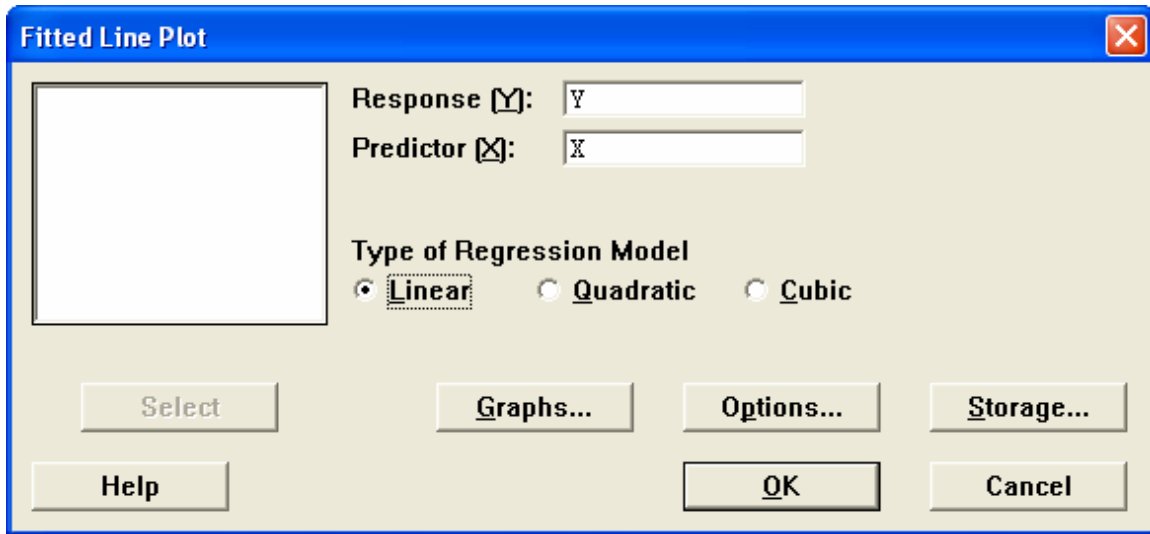 Fitted Line Plot
Response (Y): Y
Predictor (X): X
Type of Regression Model
Linear Quadratic Cubic
Select Graphs... Options... Storage...
Help OK Cancel